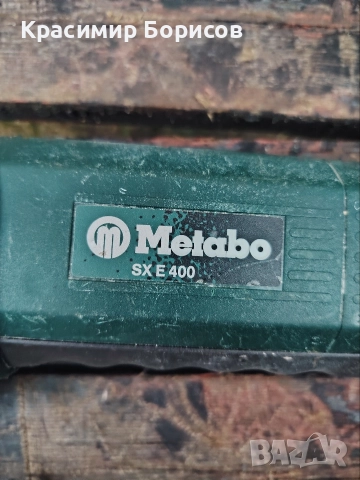 Красимир Борисов
m Metabo
SX E 400
BAZAR